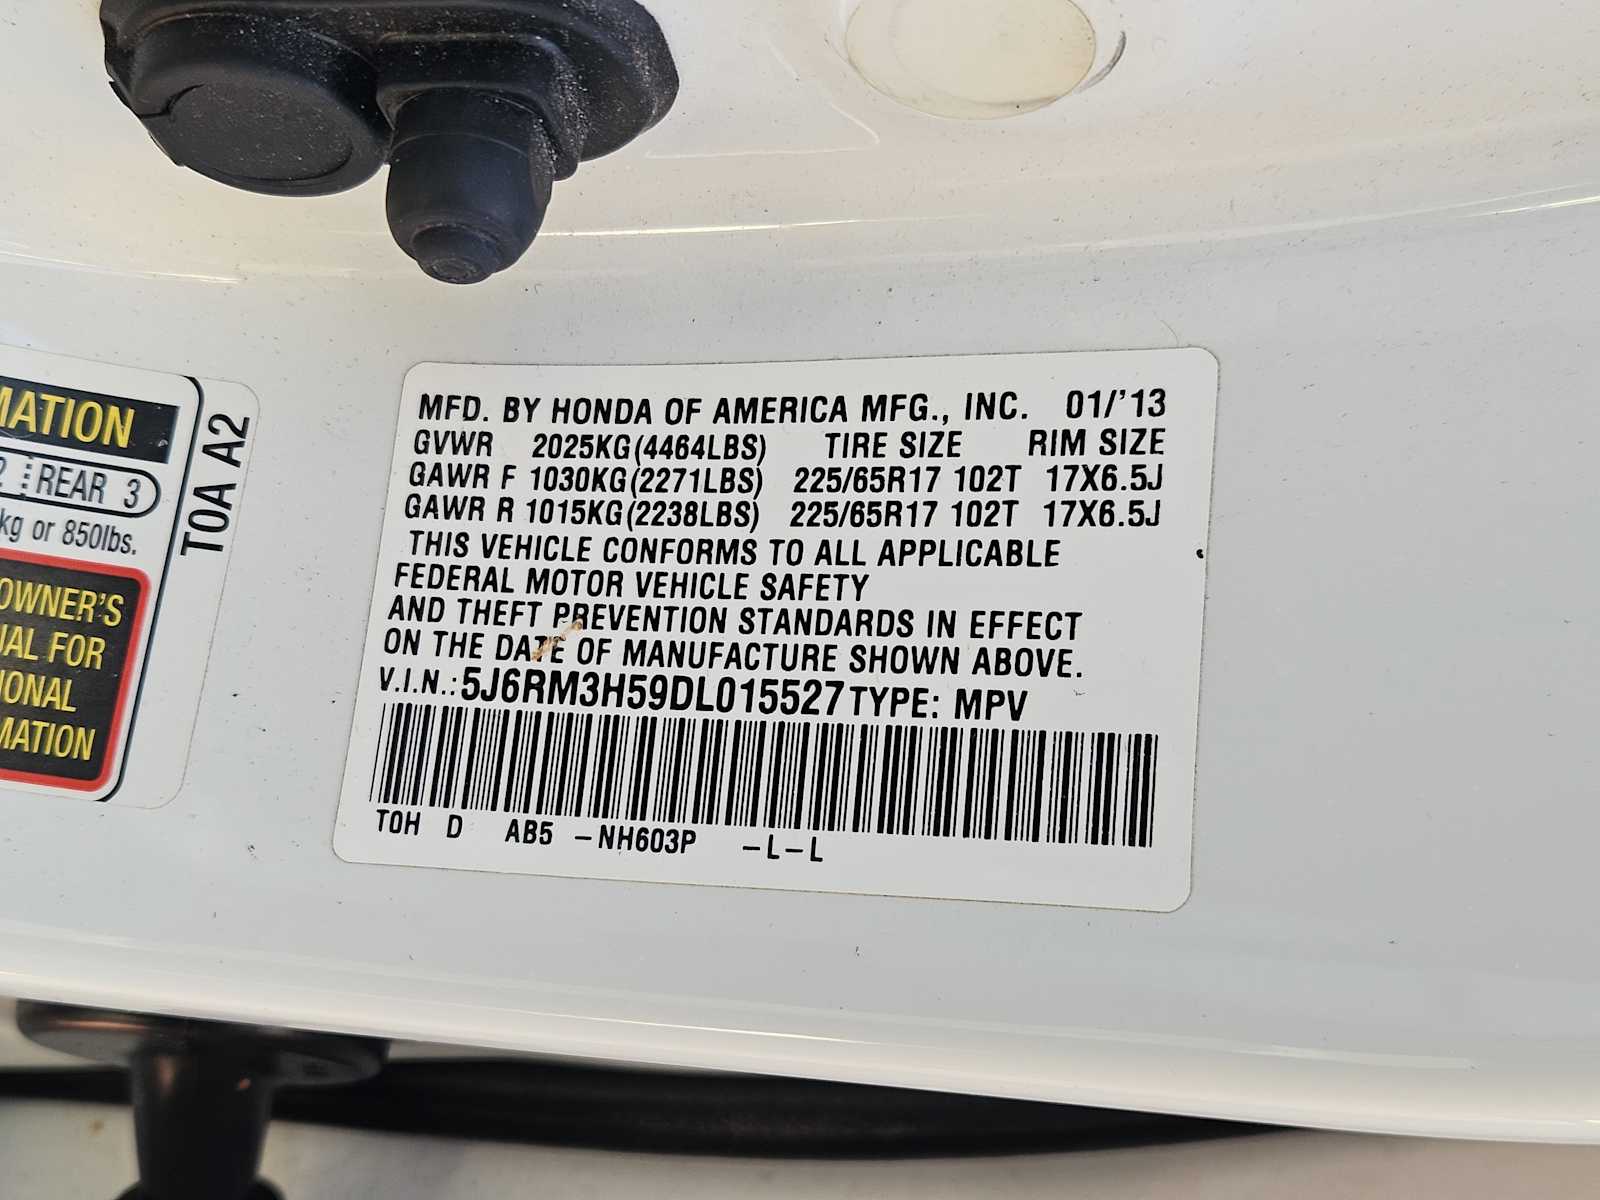 MATION
2 REAR 3
kg or 850lbs.
OWNER'S
UAL FOR
IONAL
MATION
T0A A2
MFD. BY HONDA OF AMERICA MFG., INC. 01/'13
GVWR 2025KG(4464LBS) TIRE SIZE RIM SIZE
GAWR F 1030KG(2271LBS) 225/65R17 102T 17X6.5J
GAWR R 1015KG(2238LBS) 225/65R17 102T 17X6.5J
THIS VEHICLE CONFORMS TO ALL APPLICABLE
FEDERAL MOTOR VEHICLE SAFETY
AND THEFT PREVENTION STANDARDS IN EFFECT
ON THE DATE OF MANUFACTURE SHOWN ABOVE.
V.I.N.: 5J6RM3H59DL015527 TYPE: MPV
T0H D AB5 -NH603P -L-L